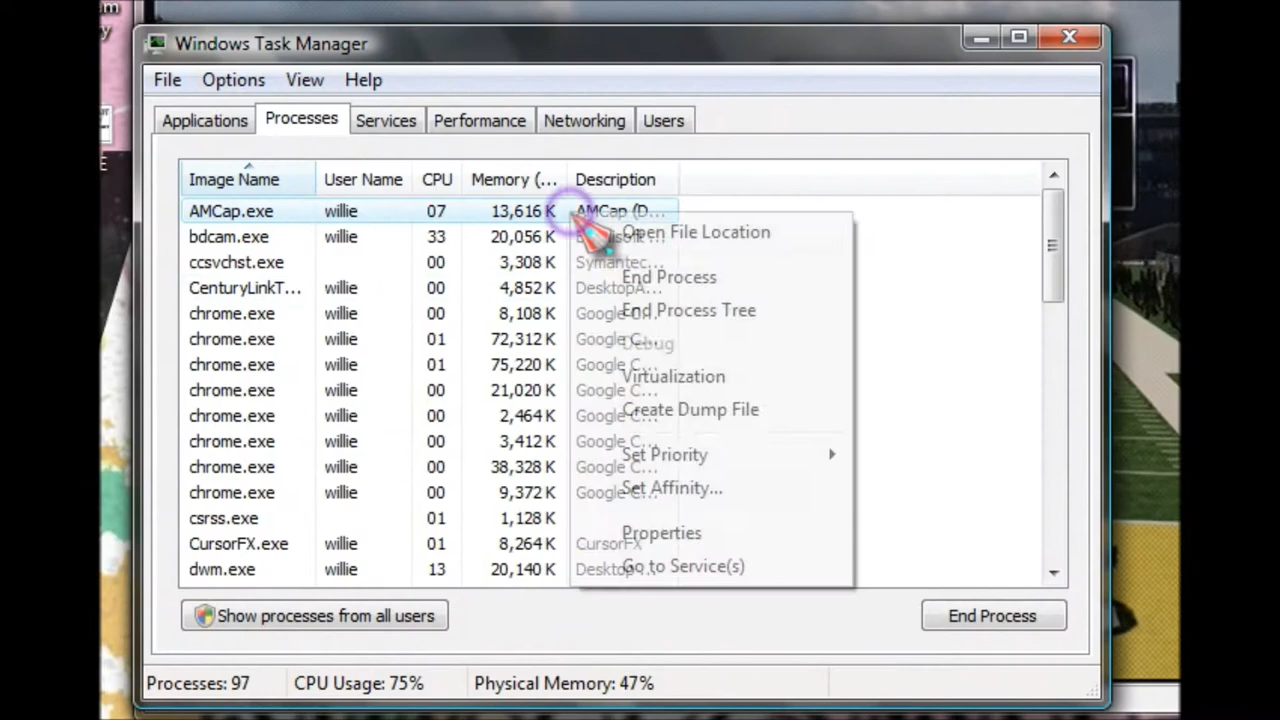 Windows Task Manager
File Options View Help
Applications Processes Services Performance Networking Users
Image Name User Name CPU Memory (... Description
AMCap.exe willie 07 13,616 K AMCap (D...
bdcam.exe willie 33 20,056 K
ccsvchst.exe 00 3,308 K Symantec...
CenturyLinkT... willie 00 4,852 K DesktopA...
chrome.exe willie 00 8,108 K Google C...
chrome.exe willie 01 72,312 K Google C...
chrome.exe willie 01 75,220 K Google C...
chrome.exe willie 00 21,020 K Google C...
chrome.exe willie 00 2,464 K Google C...
chrome.exe willie 00 3,412 K Google C...
chrome.exe willie 00 38,328 K Google C...
chrome.exe willie 00 9,372 K Google C...
csrss.exe 01 1,128 K
CursorFX.exe willie 01 8,264 K CursorFX
dwm.exe willie 13 20,140 K Desktop ...
Open File Location
End Process
End Process Tree
Debug
Virtualization
Create Dump File
Set Priority
Set Affinity...
Properties
Go to Service(s)
Show processes from all users End Process
Processes: 97 CPU Usage: 75% Physical Memory: 47%